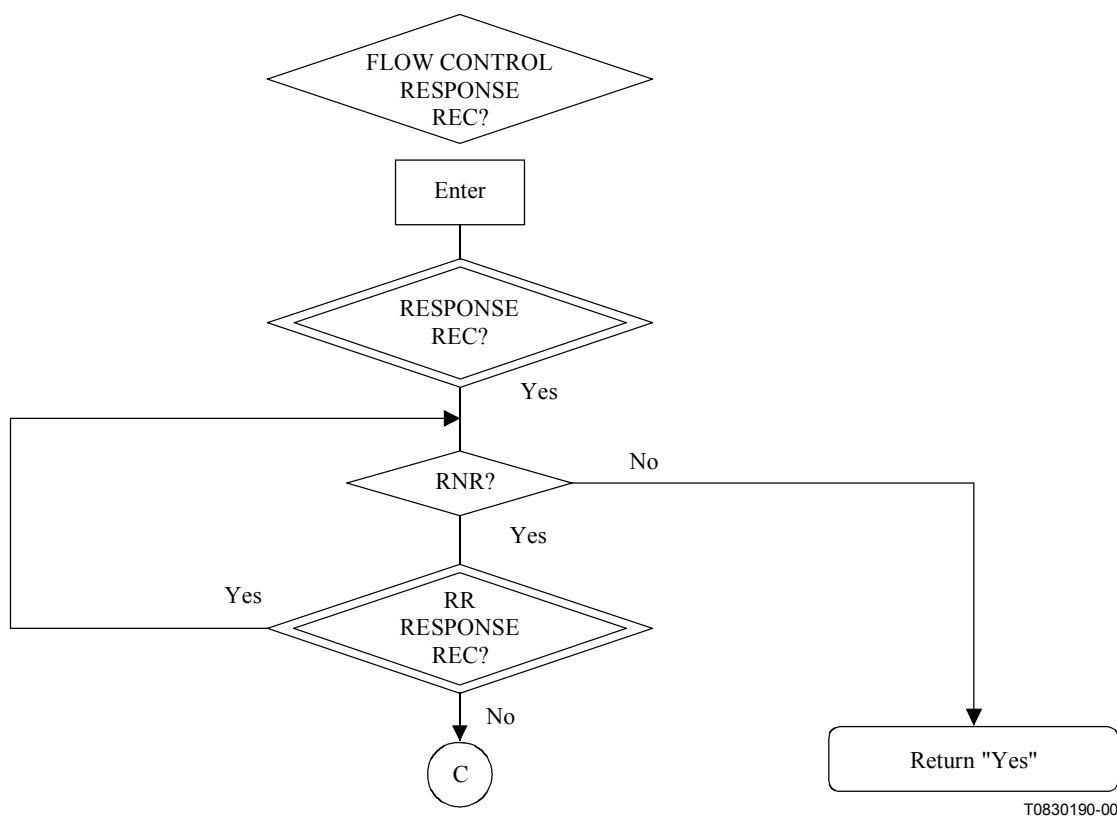 FLOW CONTROL
RESPONSE
REC?
Enter
RESPONSE
REC?
Yes
RNR?
No
Yes
Yes
RR
RESPONSE
REC?
No
C
Return "Yes"
T0830190-00